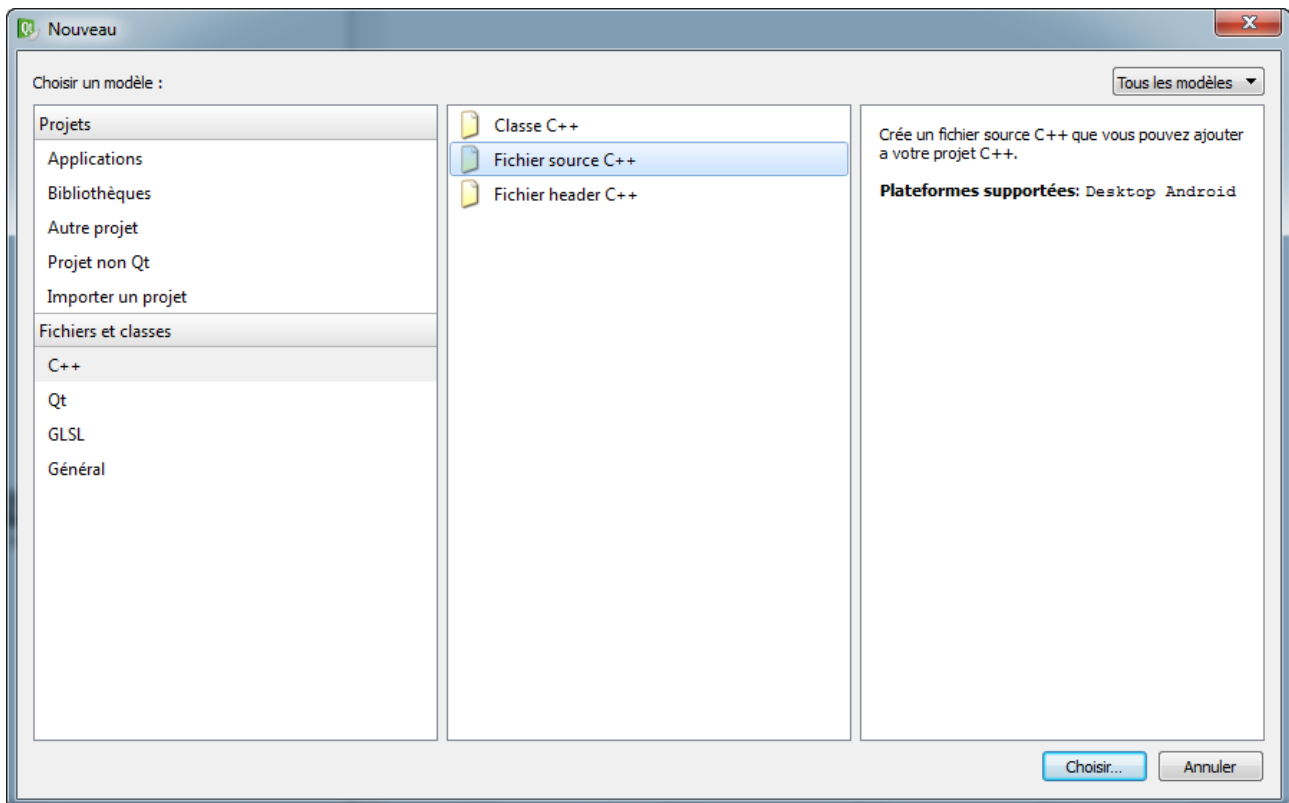 Nouveau
Choisir un modèle :
Tous les modèles
Projets
Applications
Bibliothèques
Autre projet
Projet non Qt
Importer un projet
Fichiers et classes
C++
Qt
GLSL
Général
Classe C++
Fichier source C++
Fichier header C++
Crée un fichier source C++ que vous pouvez ajouter
a votre projet C++.
Plateformes supportées: Desktop Android
Choisir...
Annuler